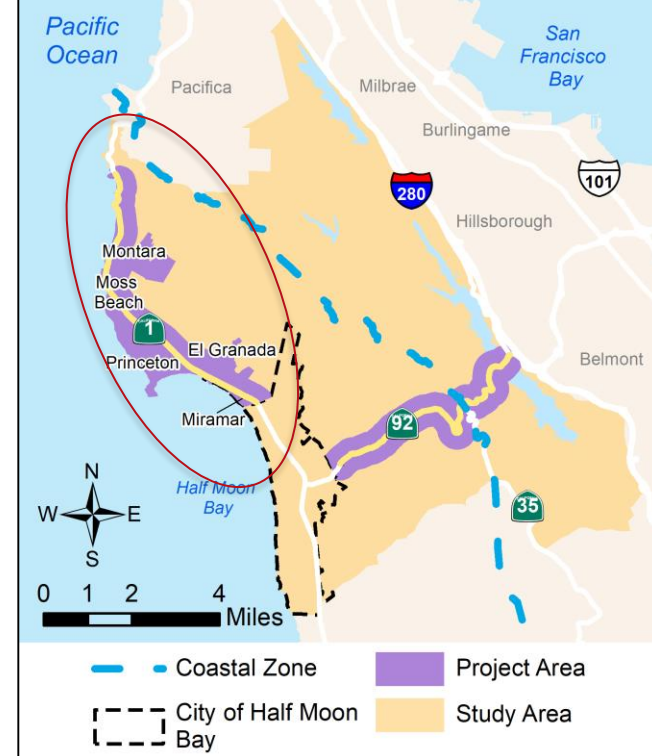 Pacific
Ocean
San
Francisco
Bay
Pacifica
Milbrae
Burlingame
101
280
Hillsborough
Montara
Moss
Beach
1
El Granada
Princeton
Belmont
Miramar
92
Half Moon
Bay
35
N
W E
S
0 1 2 4
Miles
Coastal Zone
Project Area
City of Half Moon
Bay
Study Area